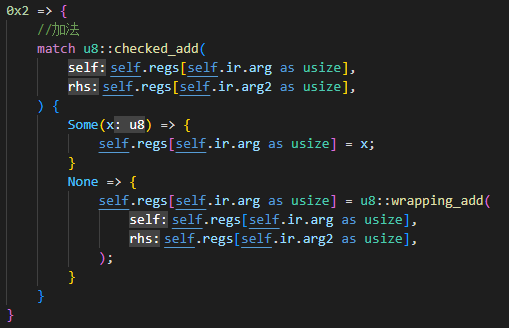 0x2 => {
//加法
match u8::checked_add(
self: self.regs[self.ir.arg as usize],
rhs: self.regs[self.ir.arg2 as usize],
) {
Some(x: u8) => {
self.regs[self.ir.arg as usize] = x;
}
None => {
self.regs[self.ir.arg as usize] = u8::wrapping_add(
self: self.regs[self.ir.arg as usize],
rhs: self.regs[self.ir.arg2 as usize],
);
}
}
}